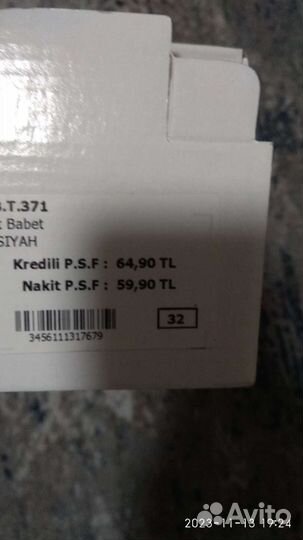 .T.371
Babet
SIYAH
Kredili P.S.F : 64,90 TL
Nakit P.S.F : 59,90 TL
32
3456111317679
2023-11-13 19:24
Avito